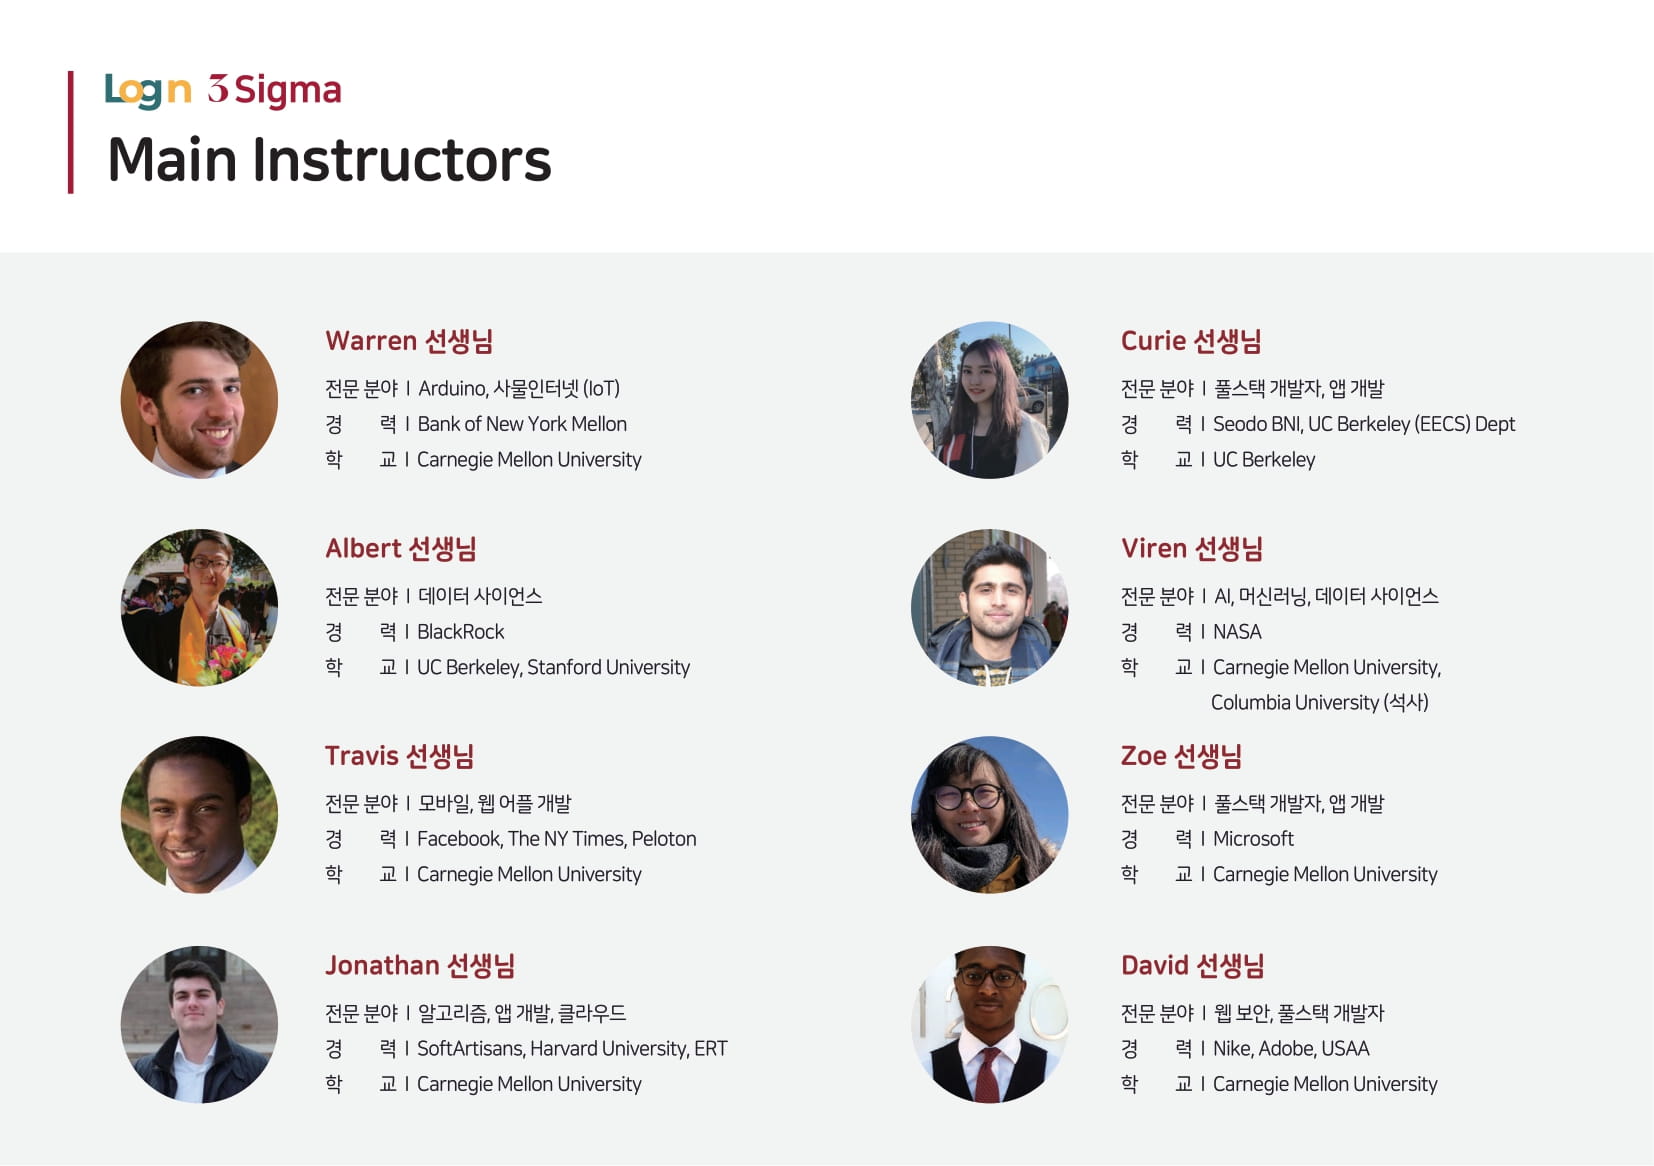 Login 3 Sigma
Main Instructors
Warren 선생님
전문 분야 | Arduino, 사물인터넷 (IoT)
경 력 | Bank of New York Mellon
학 교 | Carnegie Mellon University
Curie 선생님
전문 분야 | 풀스택 개발자, 앱 개발
경 력 | Seodo BNI, UC Berkeley (EECS) Dept
학 교 | UC Berkeley
Albert 선생님
전문 분야 | 데이터 사이언스
경 력 | BlackRock
학 교 | UC Berkeley, Stanford University
Viren 선생님
전문 분야 | AI, 머신러닝, 데이터 사이언스
경 력 | NASA
학 교 | Carnegie Mellon University,
Columbia University (석사)
Travis 선생님
전문 분야 | 모바일, 웹 어플 개발
경 력 | Facebook, The NY Times, Peloton
학 교 | Carnegie Mellon University
Zoe 선생님
전문 분야 | 풀스택 개발자, 앱 개발
경 력 | Microsoft
학 교 | Carnegie Mellon University
Jonathan 선생님
전문 분야 | 알고리즘, 앱 개발, 클라우드
경 력 | SoftArtisans, Harvard University, ERT
학 교 | Carnegie Mellon University
David 선생님
전문 분야 | 웹 보안, 풀스택 개발자
경 력 | Nike, Adobe, USAA
학 교 | Carnegie Mellon University